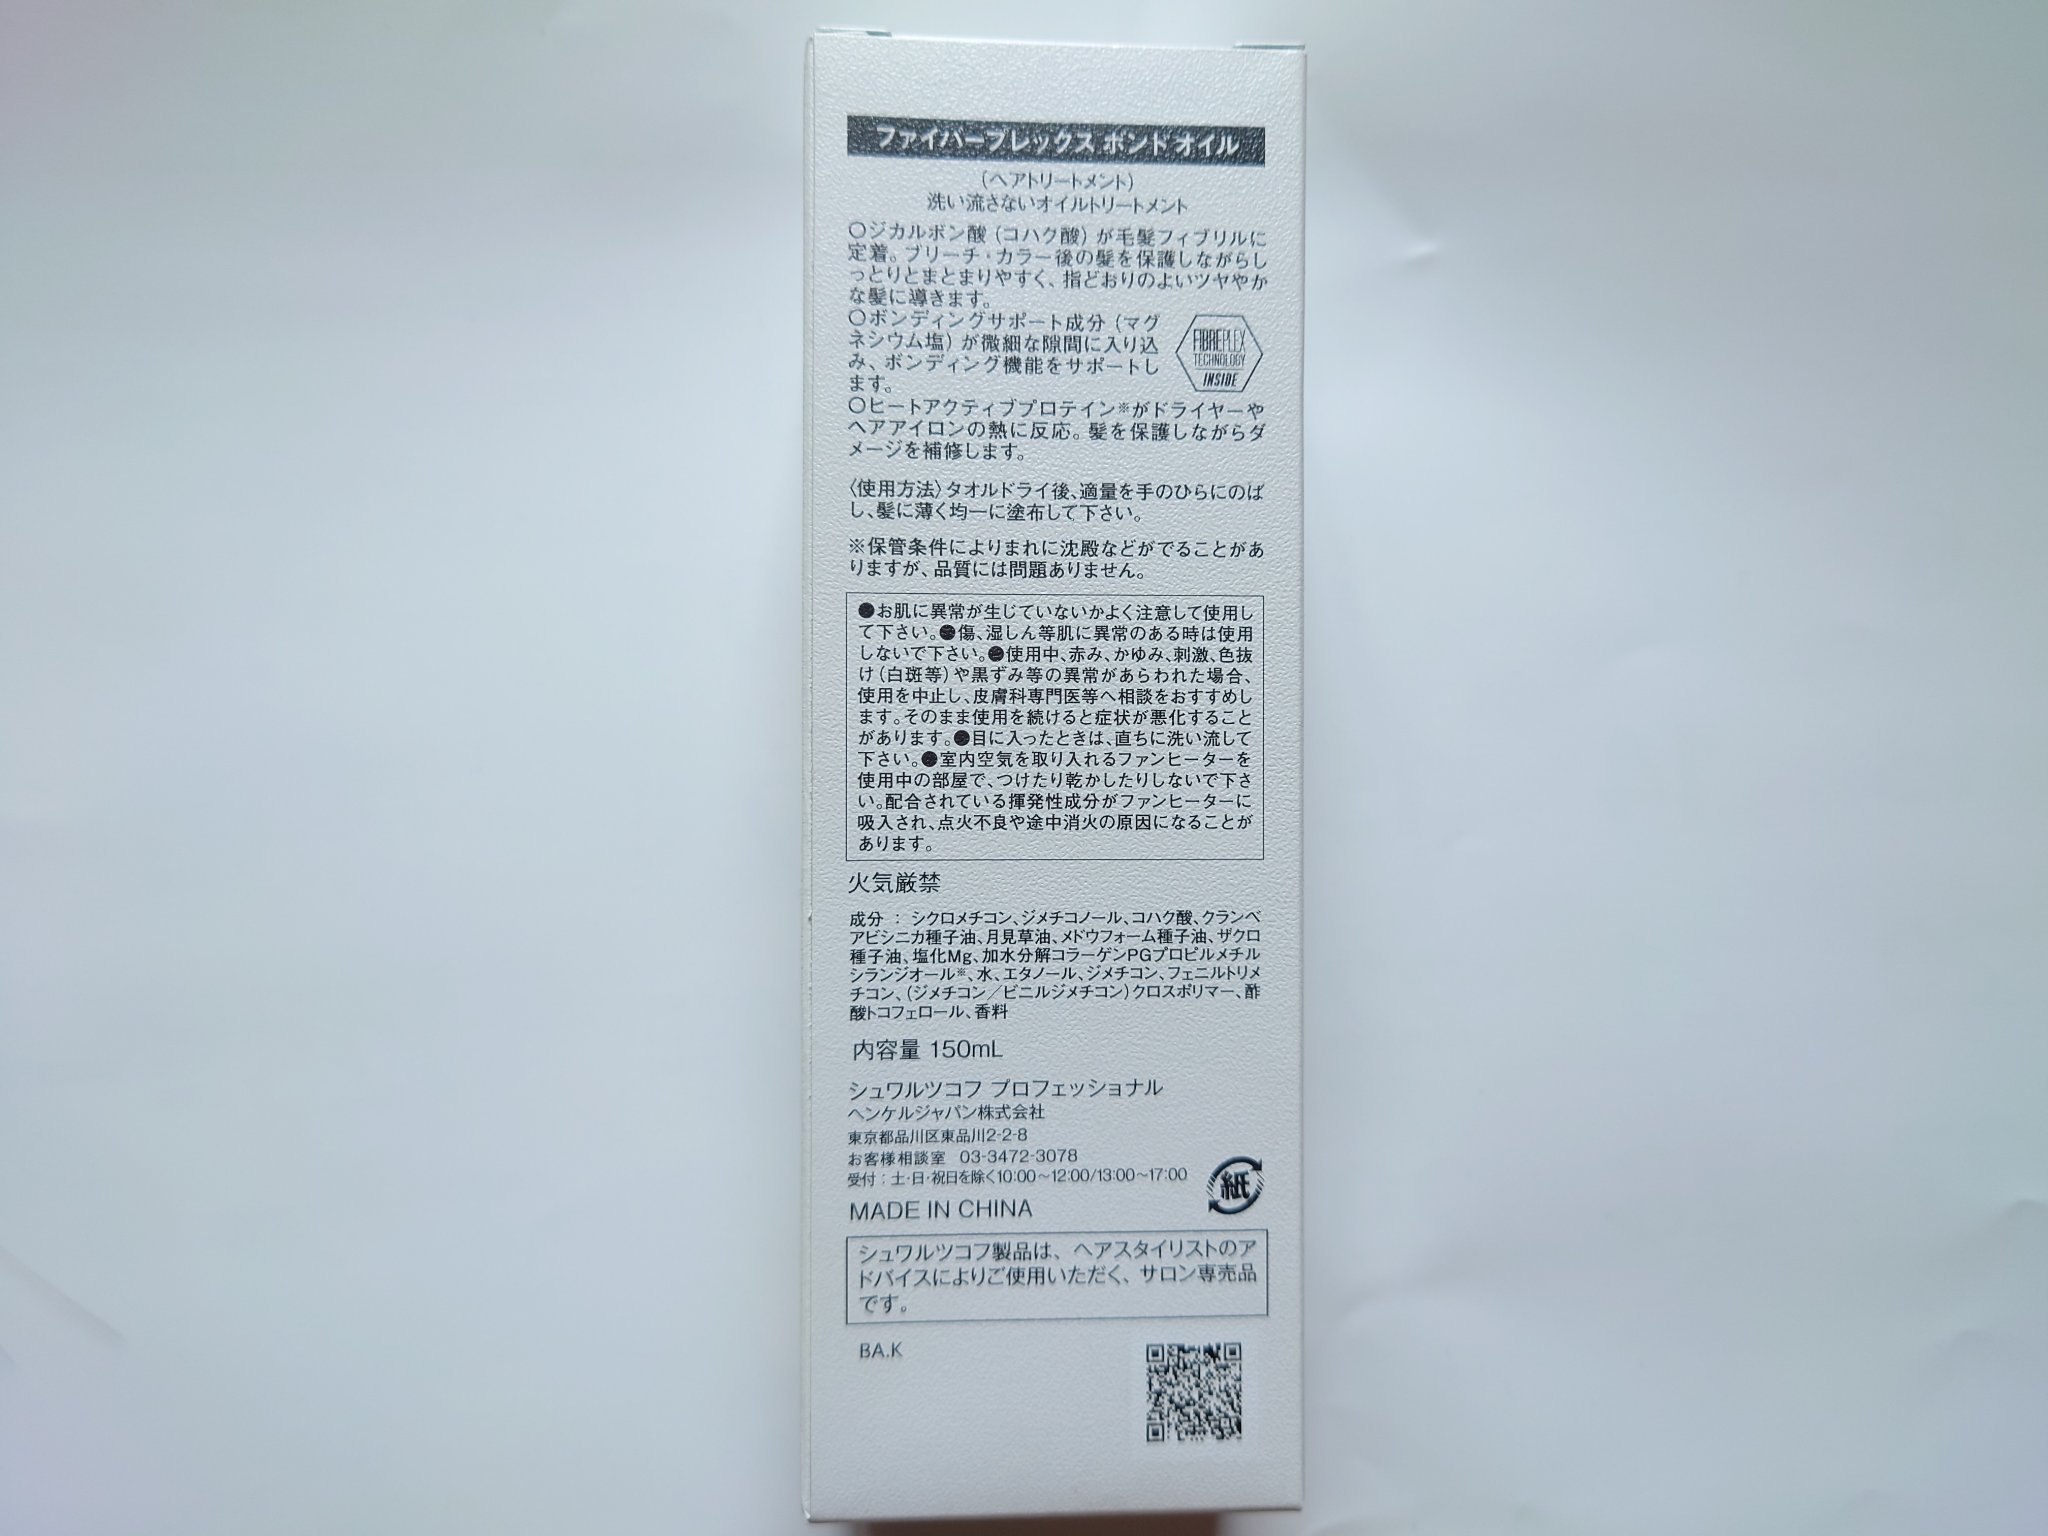 ファイバープレックス ボンド オイル
(ヘアトリートメント)
洗い流さないオイルトリートメント
〇ジカルボン酸 (コハク酸) が毛髪フィブリルに
定着。ブリーチ・カラー後の髪を保護しながらし
っとりとまとまりやすく、指どおりのよいツヤやか
な髪に導きます。
〇ボンディングサポート成分 (マグ
ネシウム塩) が微細な隙間に入り込
み、ボンディング機能をサポートし
ます。
FIBREPLEX
TECHNOLOGY
INSIDE
〇ヒートアクティブプロテイン※がドライヤーや
ヘアアイロンの熱に反応。髪を保護しながらダ
メージを補修します。
〈使用方法〉タオルドライ後、適量を手のひらにのば
し、髪に薄く均一に塗布して下さい。
※保管条件によりまれに沈殿などがでることがあ
りますが、品質には問題ありません。
●お肌に異常が生じていないかよく注意して使用し
て下さい。●傷、湿しん等肌に異常のある時は使用
しないで下さい。●使用中、赤み、かゆみ、刺激、色抜
け(白斑等)や黒ずみ等の異常があらわれた場合、
使用を中止し、皮膚科専門医等へ相談をおすすめし
ます。そのまま使用を続けると症状が悪化すること
があります。●目に入ったときは、直ちに洗い流して
下さい。●室内空気を取り入れるファンヒーターを
使用中の部屋で、つけたり乾かしたりしないで下さ
い。配合されている揮発性成分がファンヒーターに
吸入され、点火不良や途中消火の原因になることが
あります。
火気厳禁
成分 : シクロメチコン、ジメチコノール、コハク酸、クランベ
アビシニカ種子油、月見草油、メドウフォーム種子油、ザクロ
種子油、塩化Mg、加水分解コラーゲンPGプロピルメチル
シランジオール※、水、エタノール、ジメチコン、フェニルトリメ
チコン、(ジメチコン/ビニルジメチコン)クロスポリマー、酢
酸トコフェロール、香料
内容量 150mL
シュワルツコフ プロフェッショナル
ヘンケルジャパン株式会社
東京都品川区東品川2-2-8
お客様相談室 03-3472-3078
受付:土・日・祝日を除く10:00～12:00/13:00～17:00
紙
MADE IN CHINA
シュワルツコフ製品は、ヘアスタイリストのア
ドバイスによりご使用いただく、サロン専売品
です。
BA.K